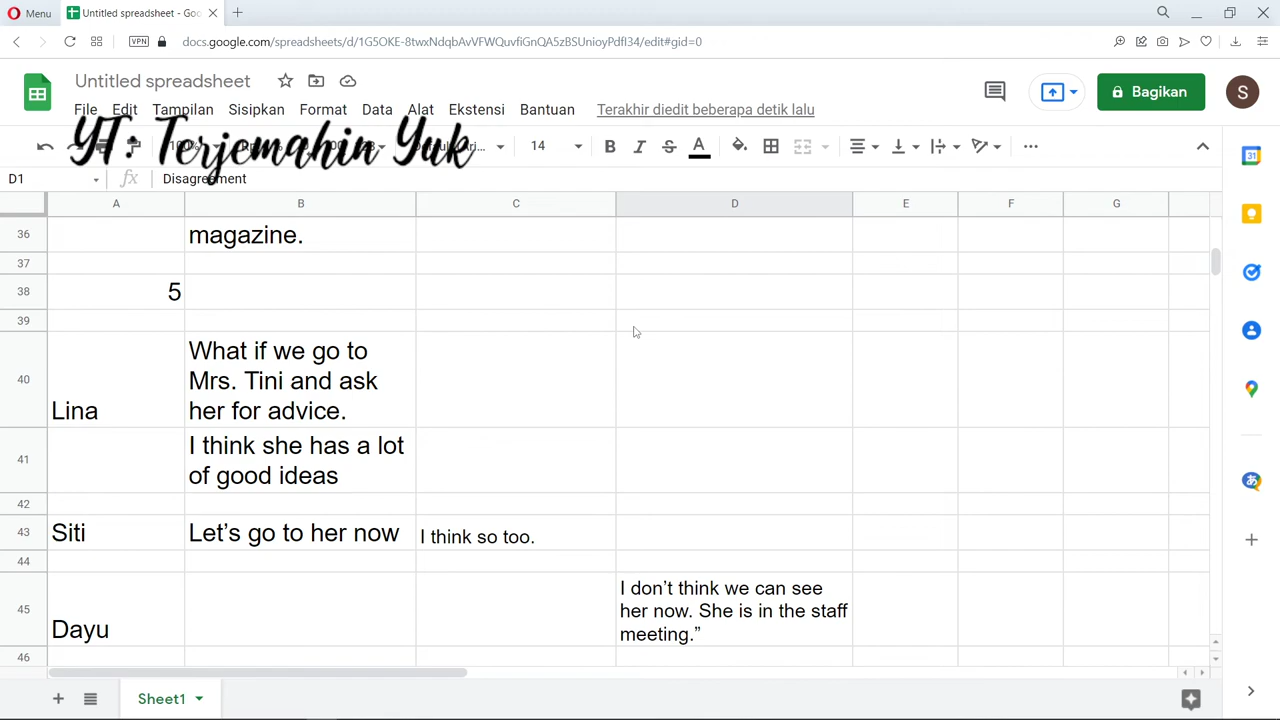 Menu
Untitled spreadsheet - Goo
VPN
docs.google.com/spreadsheets/d/1G5OKE-8twxNdqbAvVFWQuvfiGnQA5zBSUnioyPdfI34/edit#gid=0
Untitled spreadsheet
File Edit Tampilan Sisipkan Format Data Alat Ekstensi Bantuan Terakhir diedit beberapa detik lalu
Bagikan
S
YT: Terjemahin Yuk
14
D1
fx
Disagreement
A B C D E F G
36 magazine.
37
38 5
39
40 Lina
What if we go to
Mrs. Tini and ask
her for advice.
41
I think she has a lot
of good ideas
42
43 Siti Let’s go to her now I think so too.
44
45 Dayu
I don’t think we can see
her now. She is in the staff
meeting.”
46
Sheet1